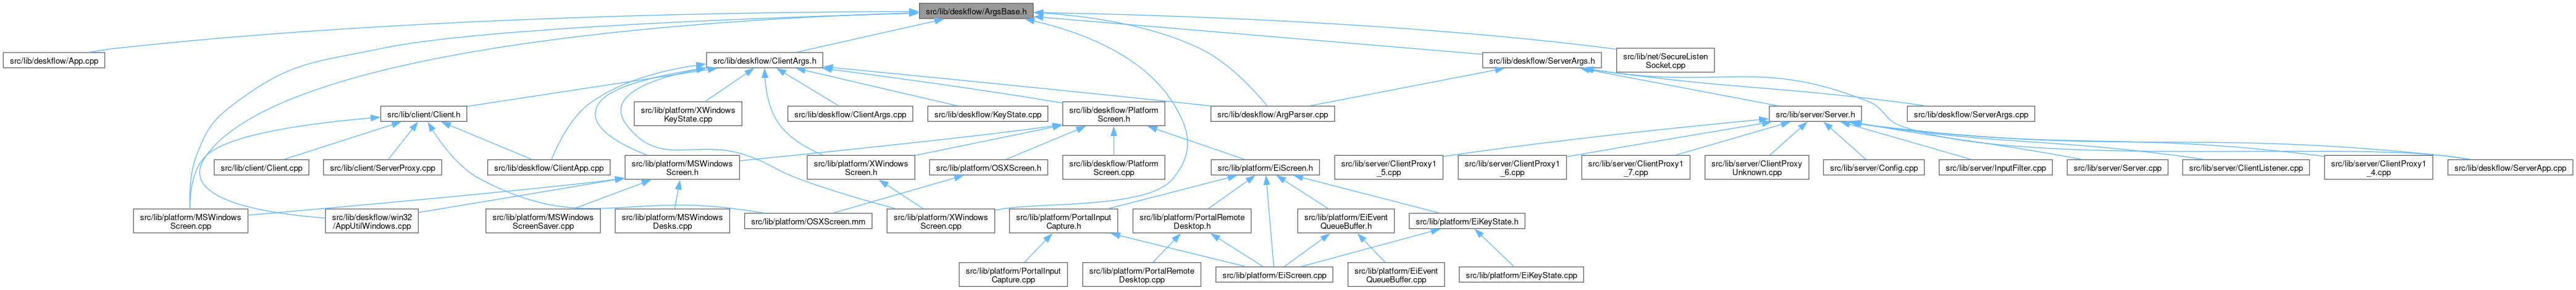 src/lib/deskflow/ArgsBase.h
src/lib/deskflow/App.cpp
src/lib/deskflow/ClientArgs.h
src/lib/deskflow/ServerArgs.h
src/lib/net/SecureListen
Socket.cpp
src/lib/client/Client.h
src/lib/platform/XWindows
KeyState.cpp
src/lib/deskflow/ClientArgs.cpp
src/lib/deskflow/KeyState.cpp
src/lib/deskflow/Platform
Screen.h
src/lib/deskflow/ArgParser.cpp
src/lib/server/Server.h
src/lib/deskflow/ServerArgs.cpp
src/lib/client/Client.cpp
src/lib/client/ServerProxy.cpp
src/lib/deskflow/ClientApp.cpp
src/lib/platform/MSWindows
Screen.h
src/lib/platform/XWindows
Screen.h
src/lib/platform/OSXScreen.h
src/lib/deskflow/Platform
Screen.cpp
src/lib/platform/EiScreen.h
src/lib/server/ClientProxy1
_5.cpp
src/lib/server/ClientProxy1
_6.cpp
src/lib/server/ClientProxy1
_7.cpp
src/lib/server/ClientProxy
Unknown.cpp
src/lib/server/Config.cpp
src/lib/server/InputFilter.cpp
src/lib/server/Server.cpp
src/lib/server/ClientListener.cpp
src/lib/server/ClientProxy1
_4.cpp
src/lib/deskflow/ServerApp.cpp
src/lib/platform/MSWindows
Screen.cpp
src/lib/deskflow/win32
/AppUtilWindows.cpp
src/lib/platform/MSWindows
ScreenSaver.cpp
src/lib/platform/MSWindows
Desks.cpp
src/lib/platform/OSXScreen.mm
src/lib/platform/XWindows
Screen.cpp
src/lib/platform/PortalInput
Capture.h
src/lib/platform/PortalRemote
Desktop.h
src/lib/platform/EiEvent
QueueBuffer.h
src/lib/platform/EiKeyState.h
src/lib/platform/PortalInput
Capture.cpp
src/lib/platform/PortalRemote
Desktop.cpp
src/lib/platform/EiScreen.cpp
src/lib/platform/EiEvent
QueueBuffer.cpp
src/lib/platform/EiKeyState.cpp